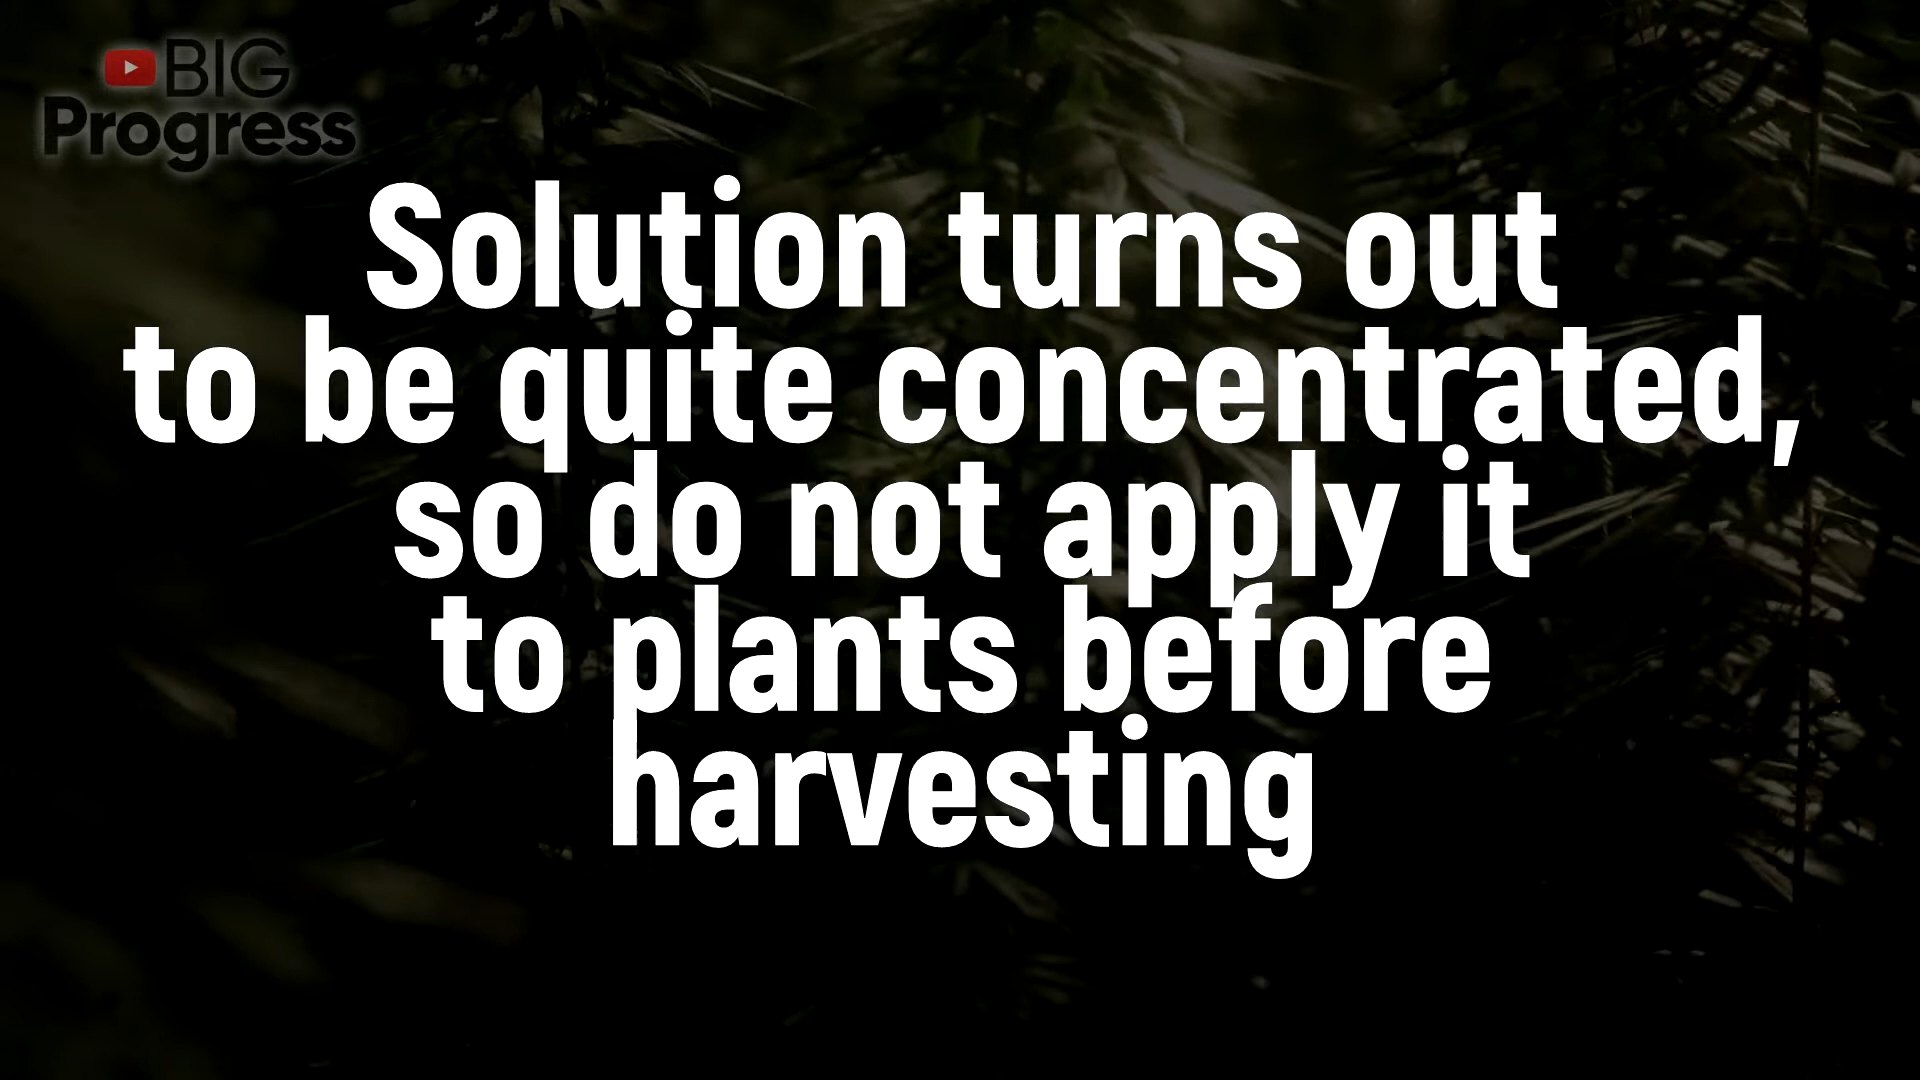 BIG
Progress
Solution turns out
to be quite concentrated,
so do not apply it
to plants before
harvesting